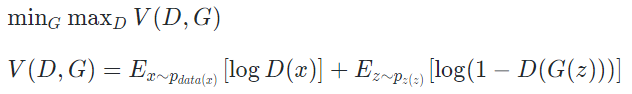 min_G max_D V(D, G)
V(D, G) = E_{x∼p_{data(x)}}[log D(x)] + E_{z∼p_{z(z)}}[log(1 − D(G(z)))]